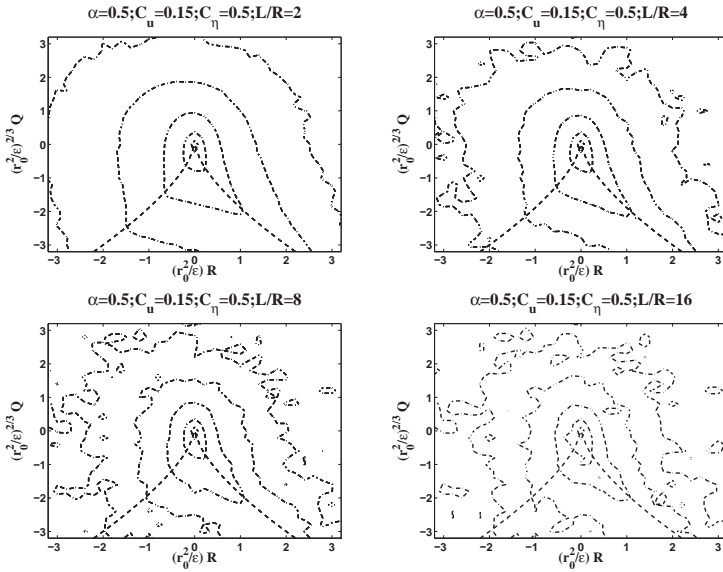 α=0.5;C_u=0.15;C_η=0.5;L/R=2
(r_0^2/ε)^{2/3} Q
3
2
1
0
−1
−2
−3
−3 −2 −1 0 1 2 3
(r_0^2/ε) R
α=0.5;C_u=0.15;C_η=0.5;L/R=4
(r_0^2/ε)^{2/3} Q
3
2
1
0
−1
−2
−3
−3 −2 −1 0 1 2 3
(r_0^2/ε) R
α=0.5;C_u=0.15;C_η=0.5;L/R=8
(r_0^2/ε)^{2/3} Q
3
2
1
0
−1
−2
−3
−3 −2 −1 0 1 2 3
(r_0^2/ε) R
α=0.5;C_u=0.15;C_η=0.5;L/R=16
(r_0^2/ε)^{2/3} Q
3
2
1
0
−1
−2
−3
−3 −2 −1 0 1 2 3
(r_0^2/ε) R